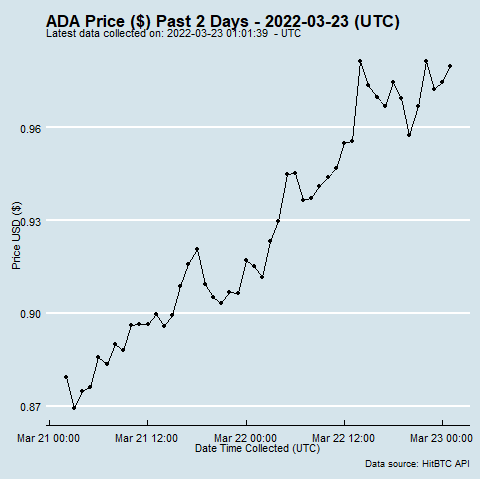 ADA Price ($) Past 2 Days - 2022-03-23 (UTC)
Latest data collected on: 2022-03-23 01:01:39  - UTC
Price USD ($)
0.96
0.93
0.90
0.87
Mar 21 00:00 Mar 21 12:00 Mar 22 00:00 Mar 22 12:00 Mar 23 00:00
Date Time Collected (UTC)
Data source: HitBTC API